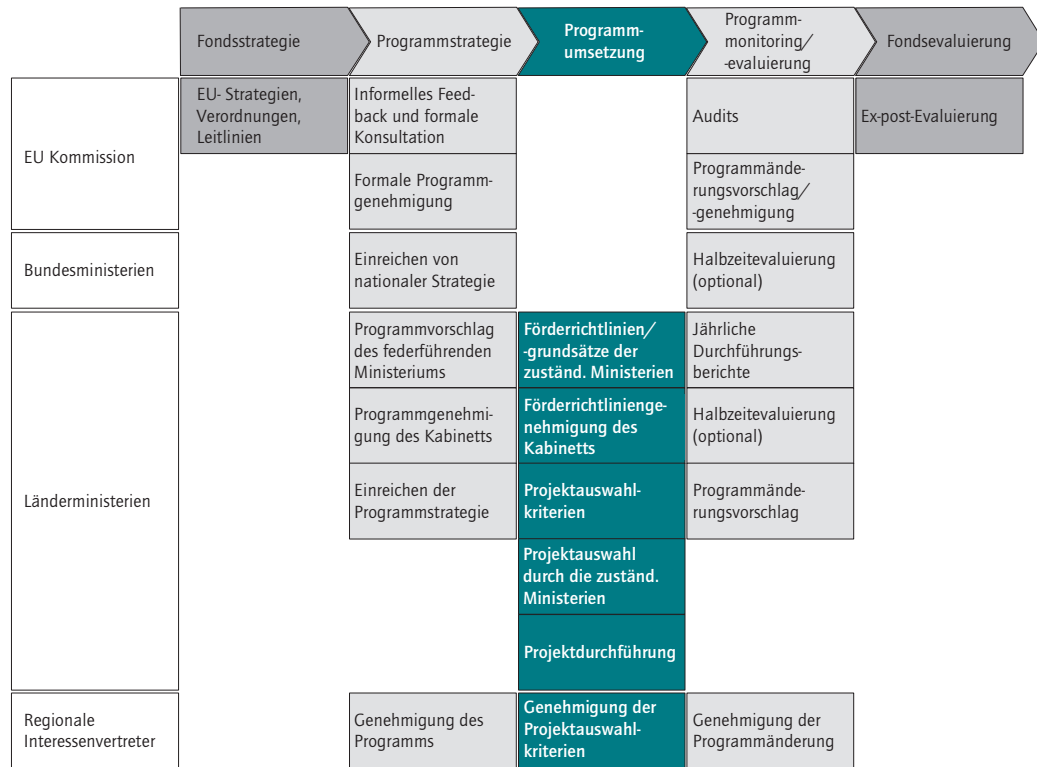 Fondsstrategie
Programmstrategie
Programm-
umsetzung
Programm-
monitoring/
-evaluierung
Fondsevaluierung
EU Kommission
EU- Strategien,
Verordnungen,
Leitlinien
Informelles Feed-
back und formale
Konsultation
Audits
Ex-post-Evaluierung
Formale Programm-
genehmigung
Programmände-
rungsvorschlag/
-genehmigung
Bundesministerien
Einreichen von
nationaler Strategie
Halbzeitevaluierung
(optional)
Länderministerien
Programmvorschlag
des federführenden
Ministeriums
Förderrichtlinien/
-grundsätze der
zuständ. Ministerien
Jährliche
Durchführungs-
berichte
Programmgenehmi-
gung des Kabinetts
Förderrichtlinienge-
nehmigung des
Kabinetts
Halbzeitevaluierung
(optional)
Einreichen der
Programmstrategie
Projektauswahl-
kriterien
Programmände-
rungsvorschlag
Projektauswahl
durch die zuständ.
Ministerien
Projektdurchführung
Regionale
Interessenvertreter
Genehmigung des
Programms
Genehmigung der
Projektauswahl-
kriterien
Genehmigung der
Programmänderung